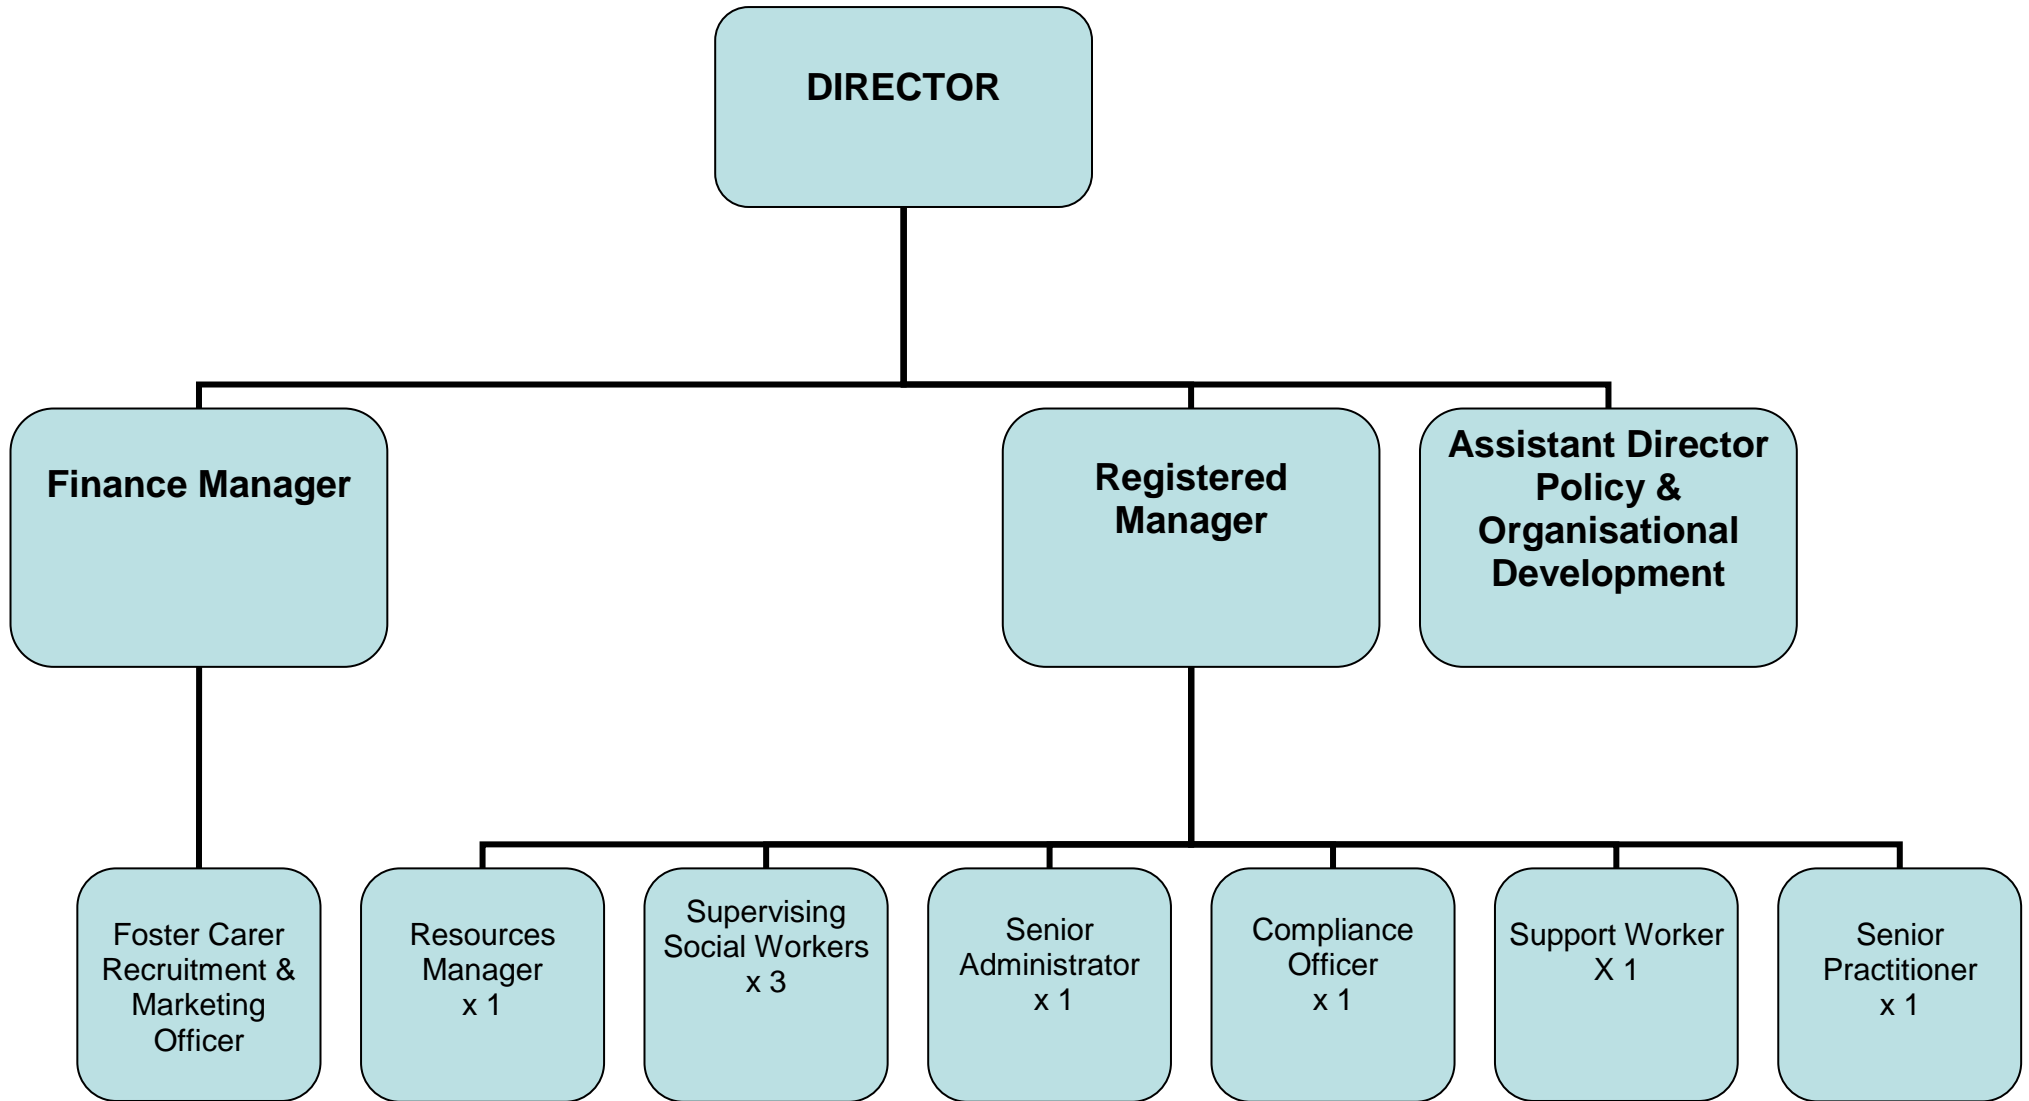 DIRECTOR
Finance Manager
Registered
Manager
Assistant Director
Policy &
Organisational
Development
Foster Carer
Recruitment &
Marketing
Officer
Resources
Manager
x 1
Supervising
Social Workers
x 3
Senior
Administrator
x 1
Compliance
Officer
x 1
Support Worker
X 1
Senior
Practitioner
x 1